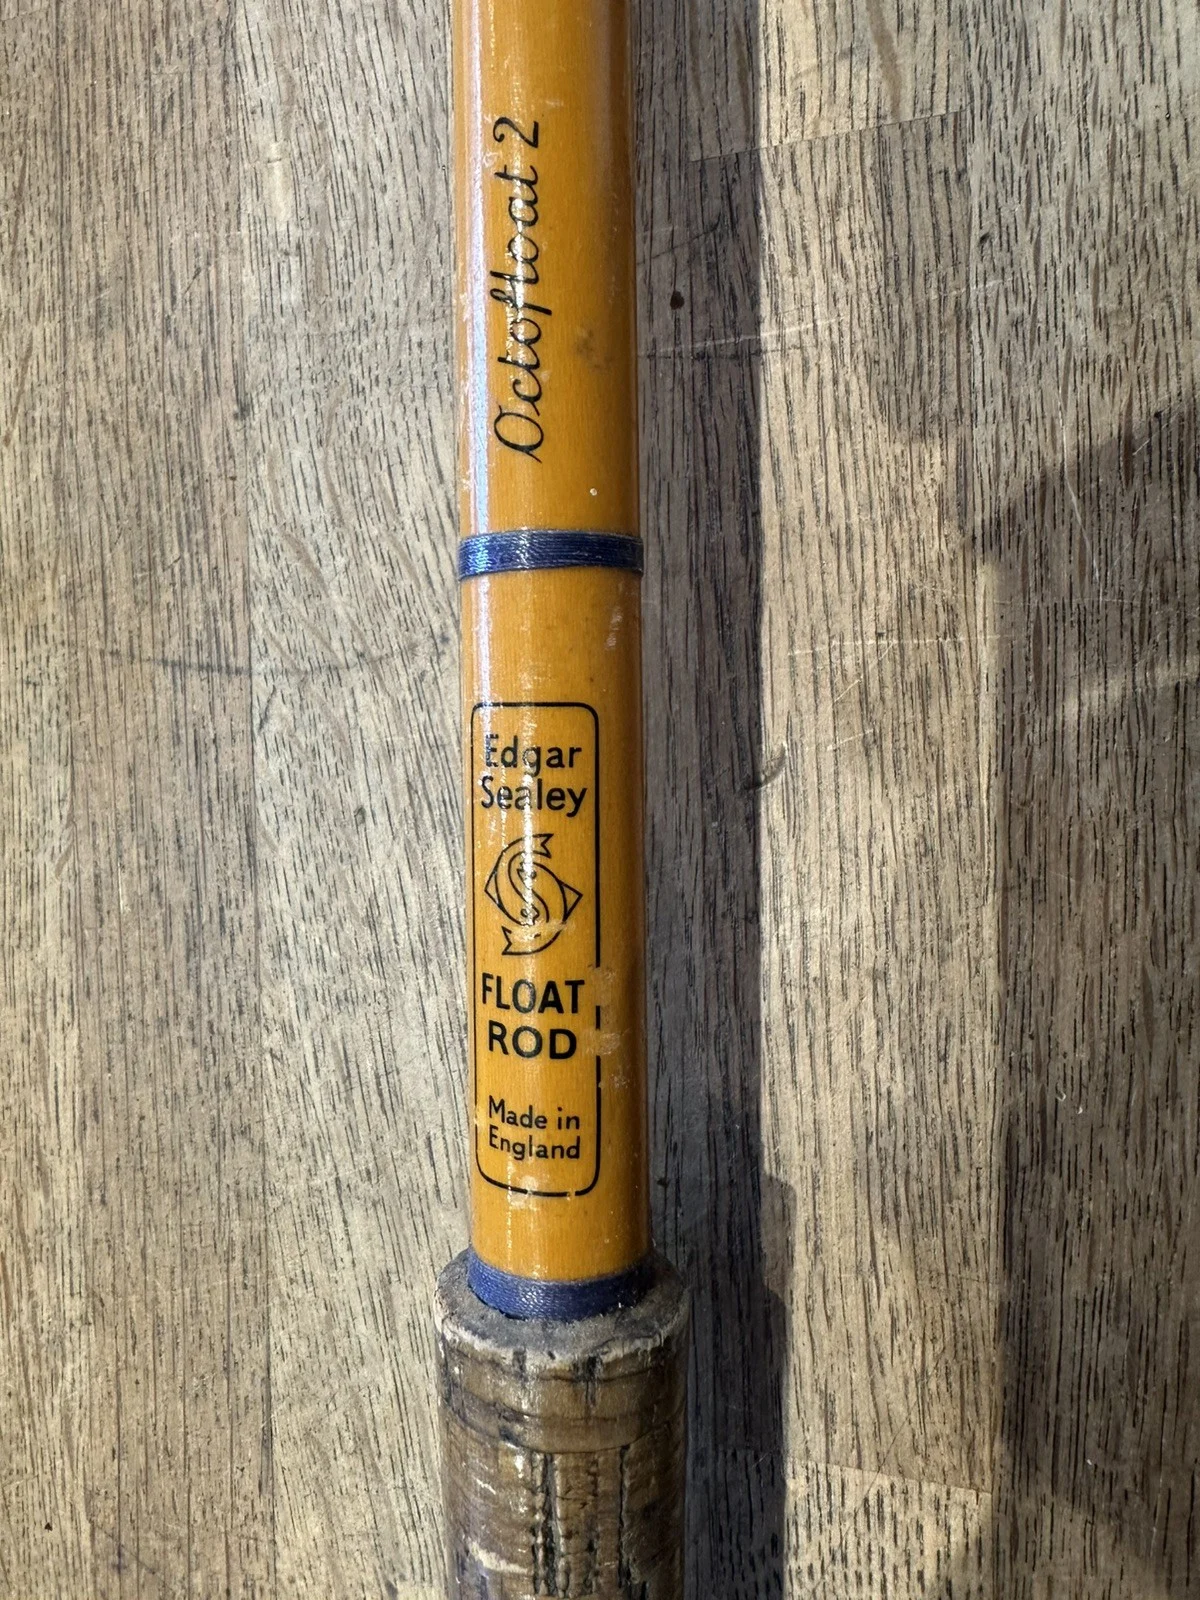 Octofloat 2
Edgar
Sealey
FLOAT
ROD
Made in
England